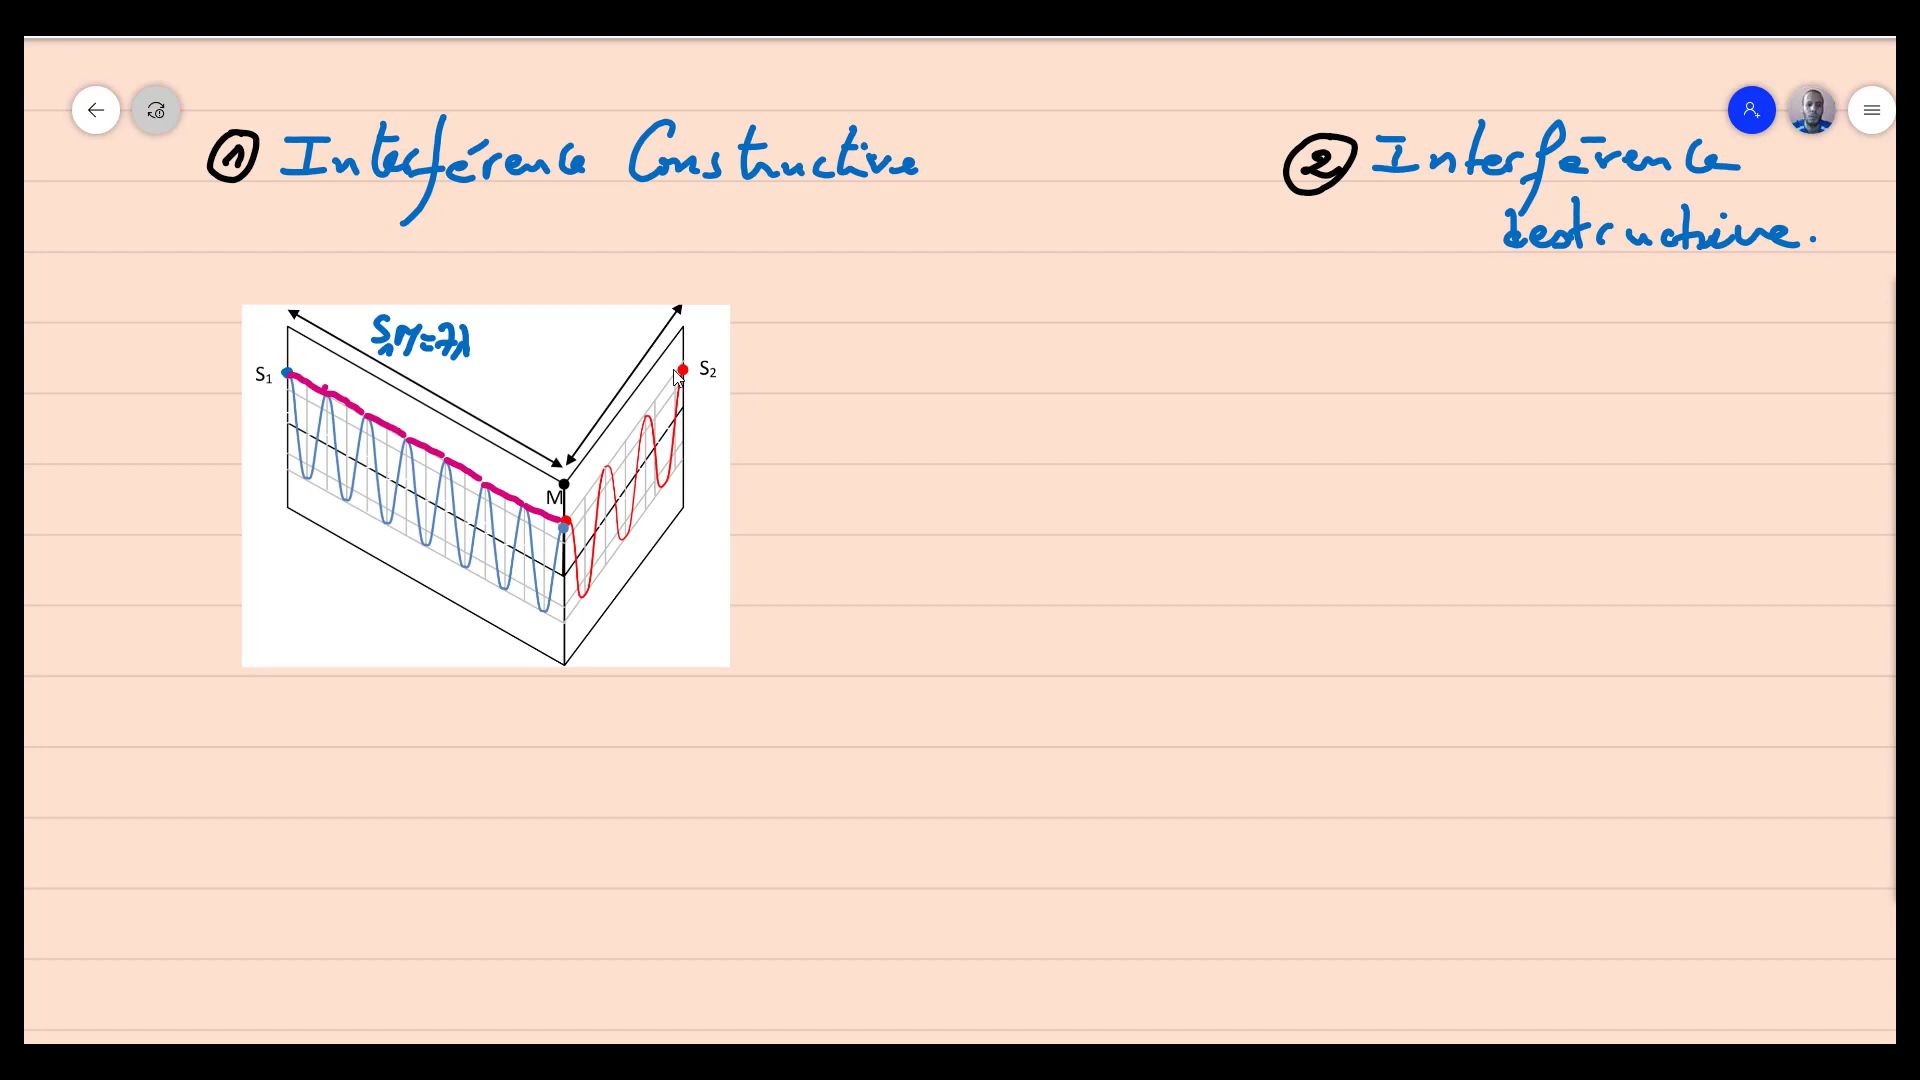 ① Interférence Constructive
② Interférence
destructive.
S₁M=7λ
S₁
S₂
M